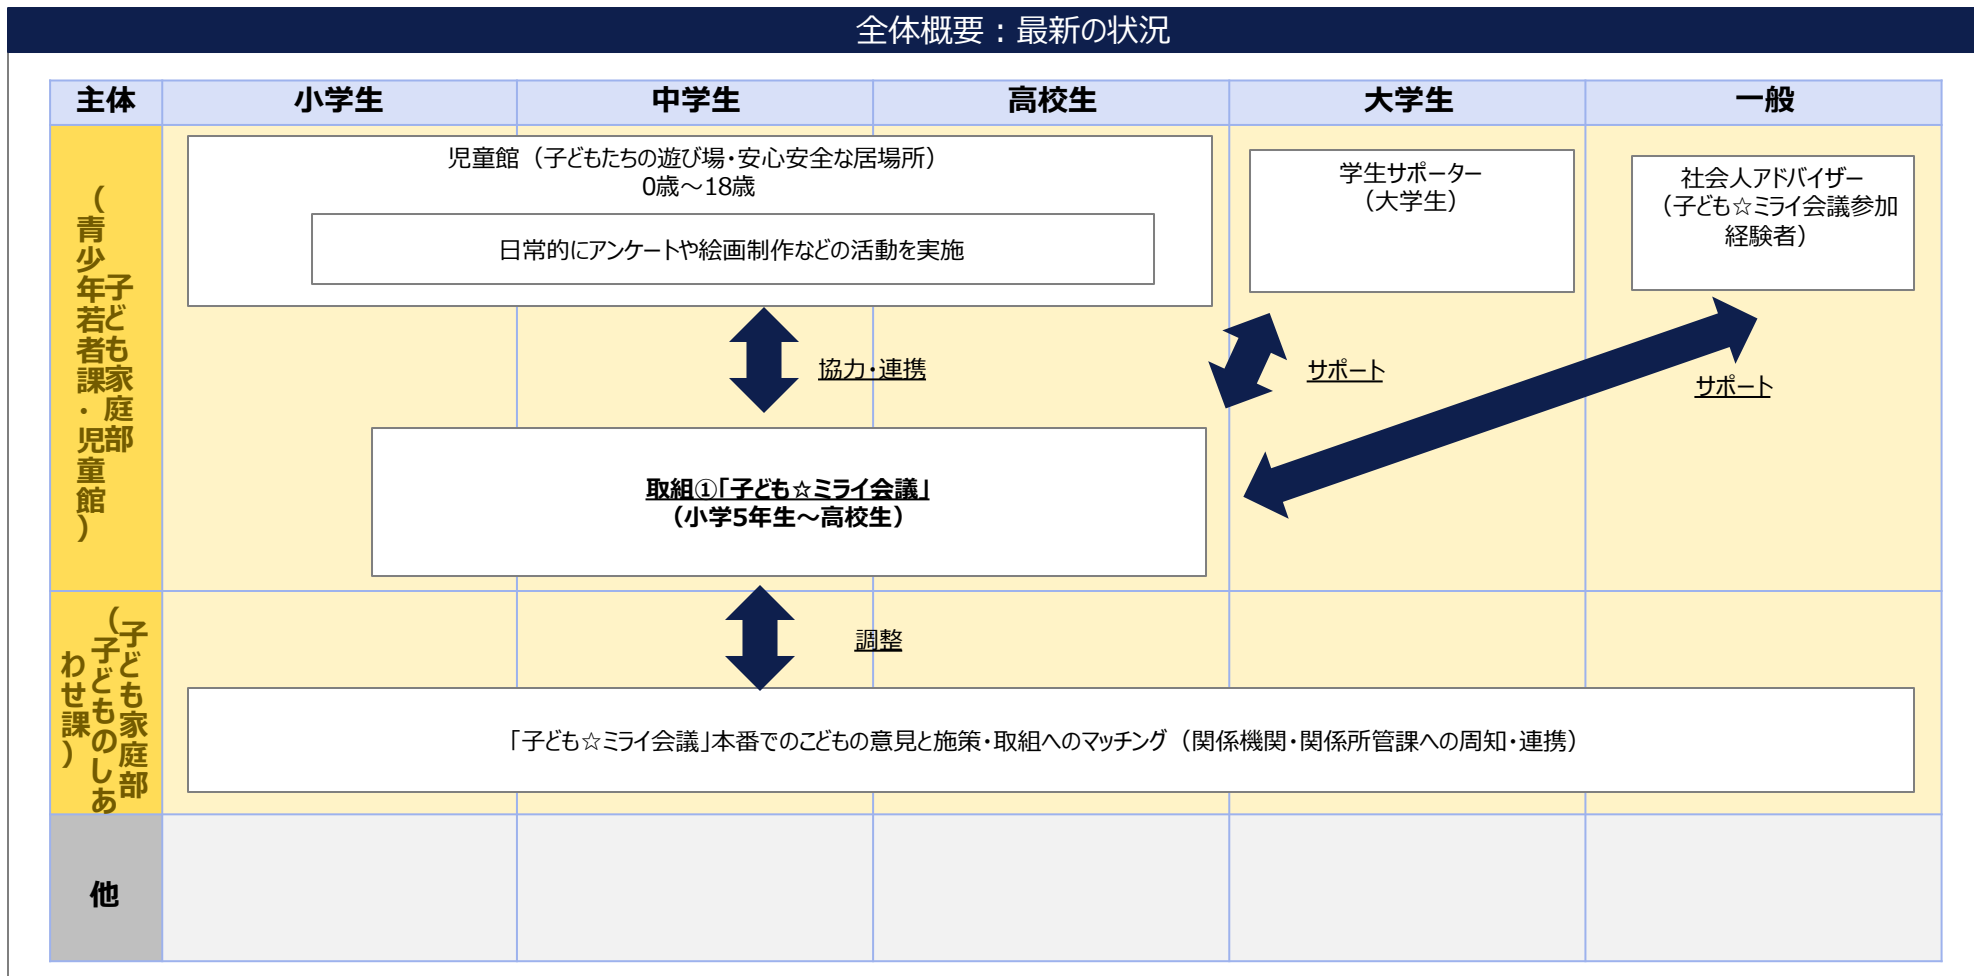 全体概要：最新の状況
主体
小学生
中学生
高校生
大学生
一般
子ども家庭部
（青少年若者課・児童館）
児童館（子どもたちの遊び場・安心安全な居場所）
0歳～18歳
日常的にアンケートや絵画制作などの活動を実施
学生サポーター
（大学生）
社会人アドバイザー
（子ども☆ミライ会議参加
経験者）
協力・連携
サポート
サポート
取組①「子ども☆ミライ会議」
（小学5年生～高校生）
子ども家庭部
（子どものしあ
わせ課）
調整
「子ども☆ミライ会議」本番でのこどもの意見と施策・取組へのマッチング（関係機関・関係所管課への周知・連携）
他